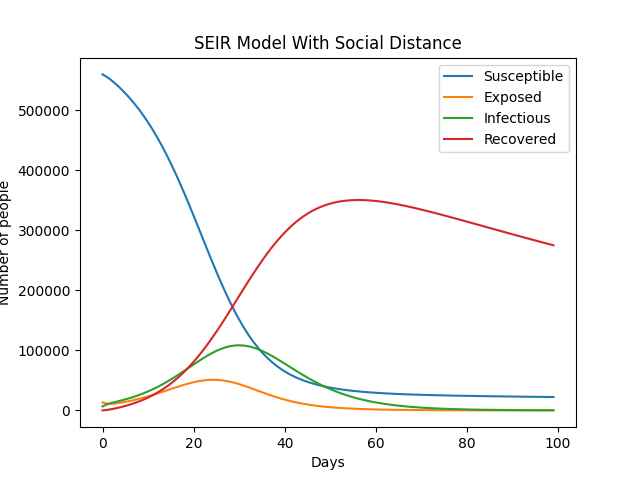 SEIR Model With Social Distance
Susceptible
Exposed
Infectious
Recovered
Number of people
500000
400000
300000
200000
100000
0
0 20 40 60 80 100
Days